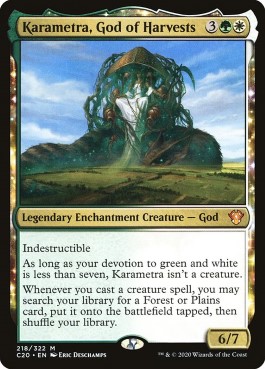 Karametra, God of Harvests 3
Legendary Enchantment Creature — God
Indestructible
As long as your devotion to green and white
is less than seven, Karametra isn't a creature.
Whenever you cast a creature spell, you may
search your library for a Forest or Plains
card, put it onto the battlefield tapped, then
shuffle your library.
6/7
218/322 M
C20 • EN Eric Deschamps
™ & © 2020 Wizards of the Coast